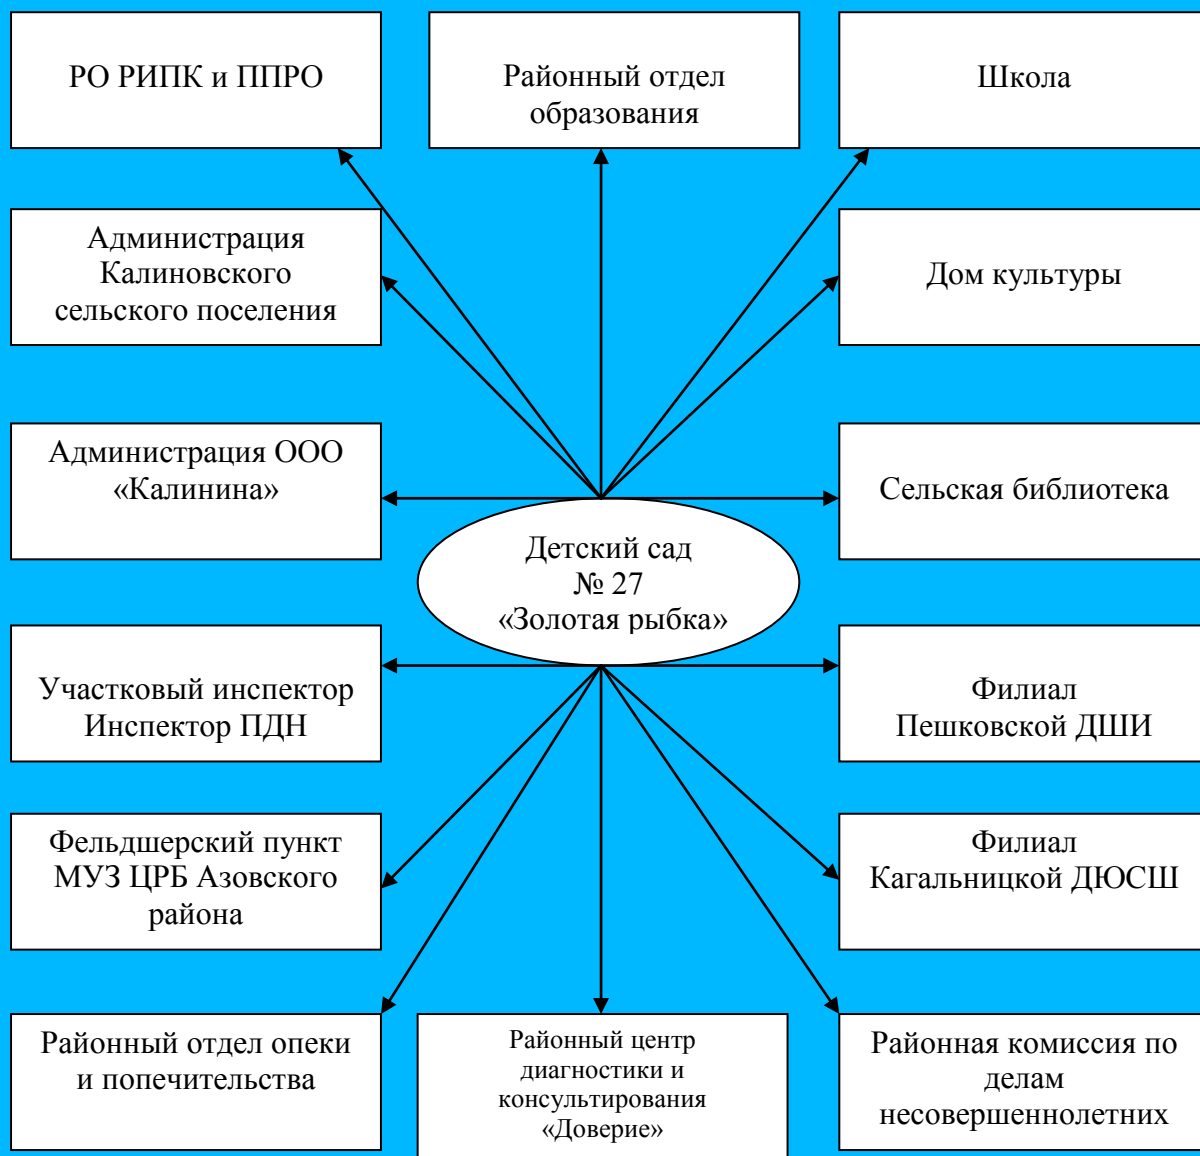 РО РИПК и ППРО
Районный отдел
образования
Школа
Администрация
Калиновского
сельского поселения
Дом культуры
Администрация ООО
«Калинина»
Сельская библиотека
Детский сад
№ 27
«Золотая рыбка»
Участковый инспектор
Инспектор ПДН
Филиал
Пешковской ДШИ
Фельдшерский пункт
МУЗ ЦРБ Азовского
района
Филиал
Кагальницкой ДЮСШ
Районный отдел опеки
и попечительства
Районный центр
диагностики и
консультирования
«Доверие»
Районная комиссия по
делам
несовершеннолетних